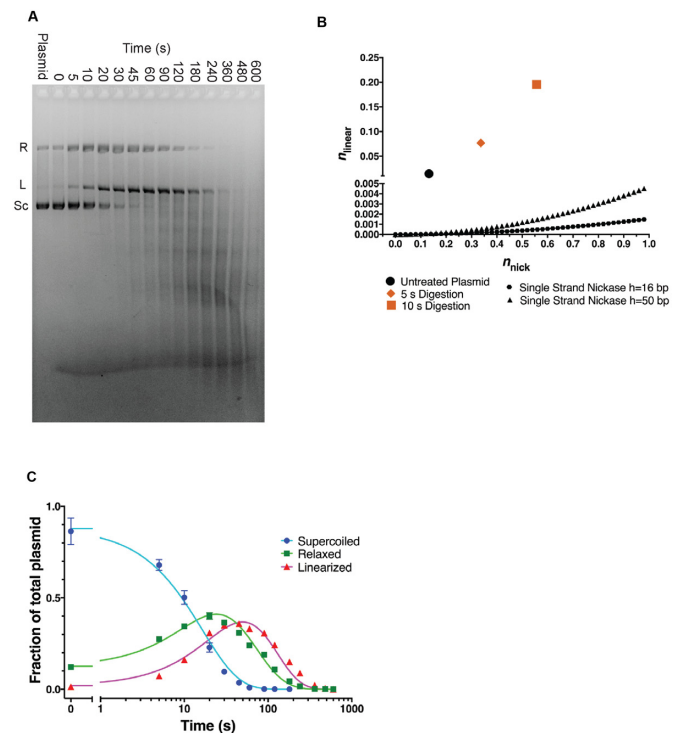 A
Time (s)
Plasmid 0 5 10 20 30 45 60 90 120 180 240 360 480 600
R
L
Sc
B
0.25
0.20
0.15
0.10
0.05
0.005
0.004
0.003
0.002
0.001
0.000
n linear
0.0 0.1 0.2 0.3 0.4 0.5 0.6 0.7 0.8 0.9 1.0
n nick
Untreated Plasmid
5 s Digestion
10 s Digestion
Single Strand Nickase h=16 bp
Single Strand Nickase h=50 bp
C
1.0
0.5
0.0
Fraction of total plasmid
Supercoiled
Relaxed
Linearized
0 1 10 100 1000
Time (s)